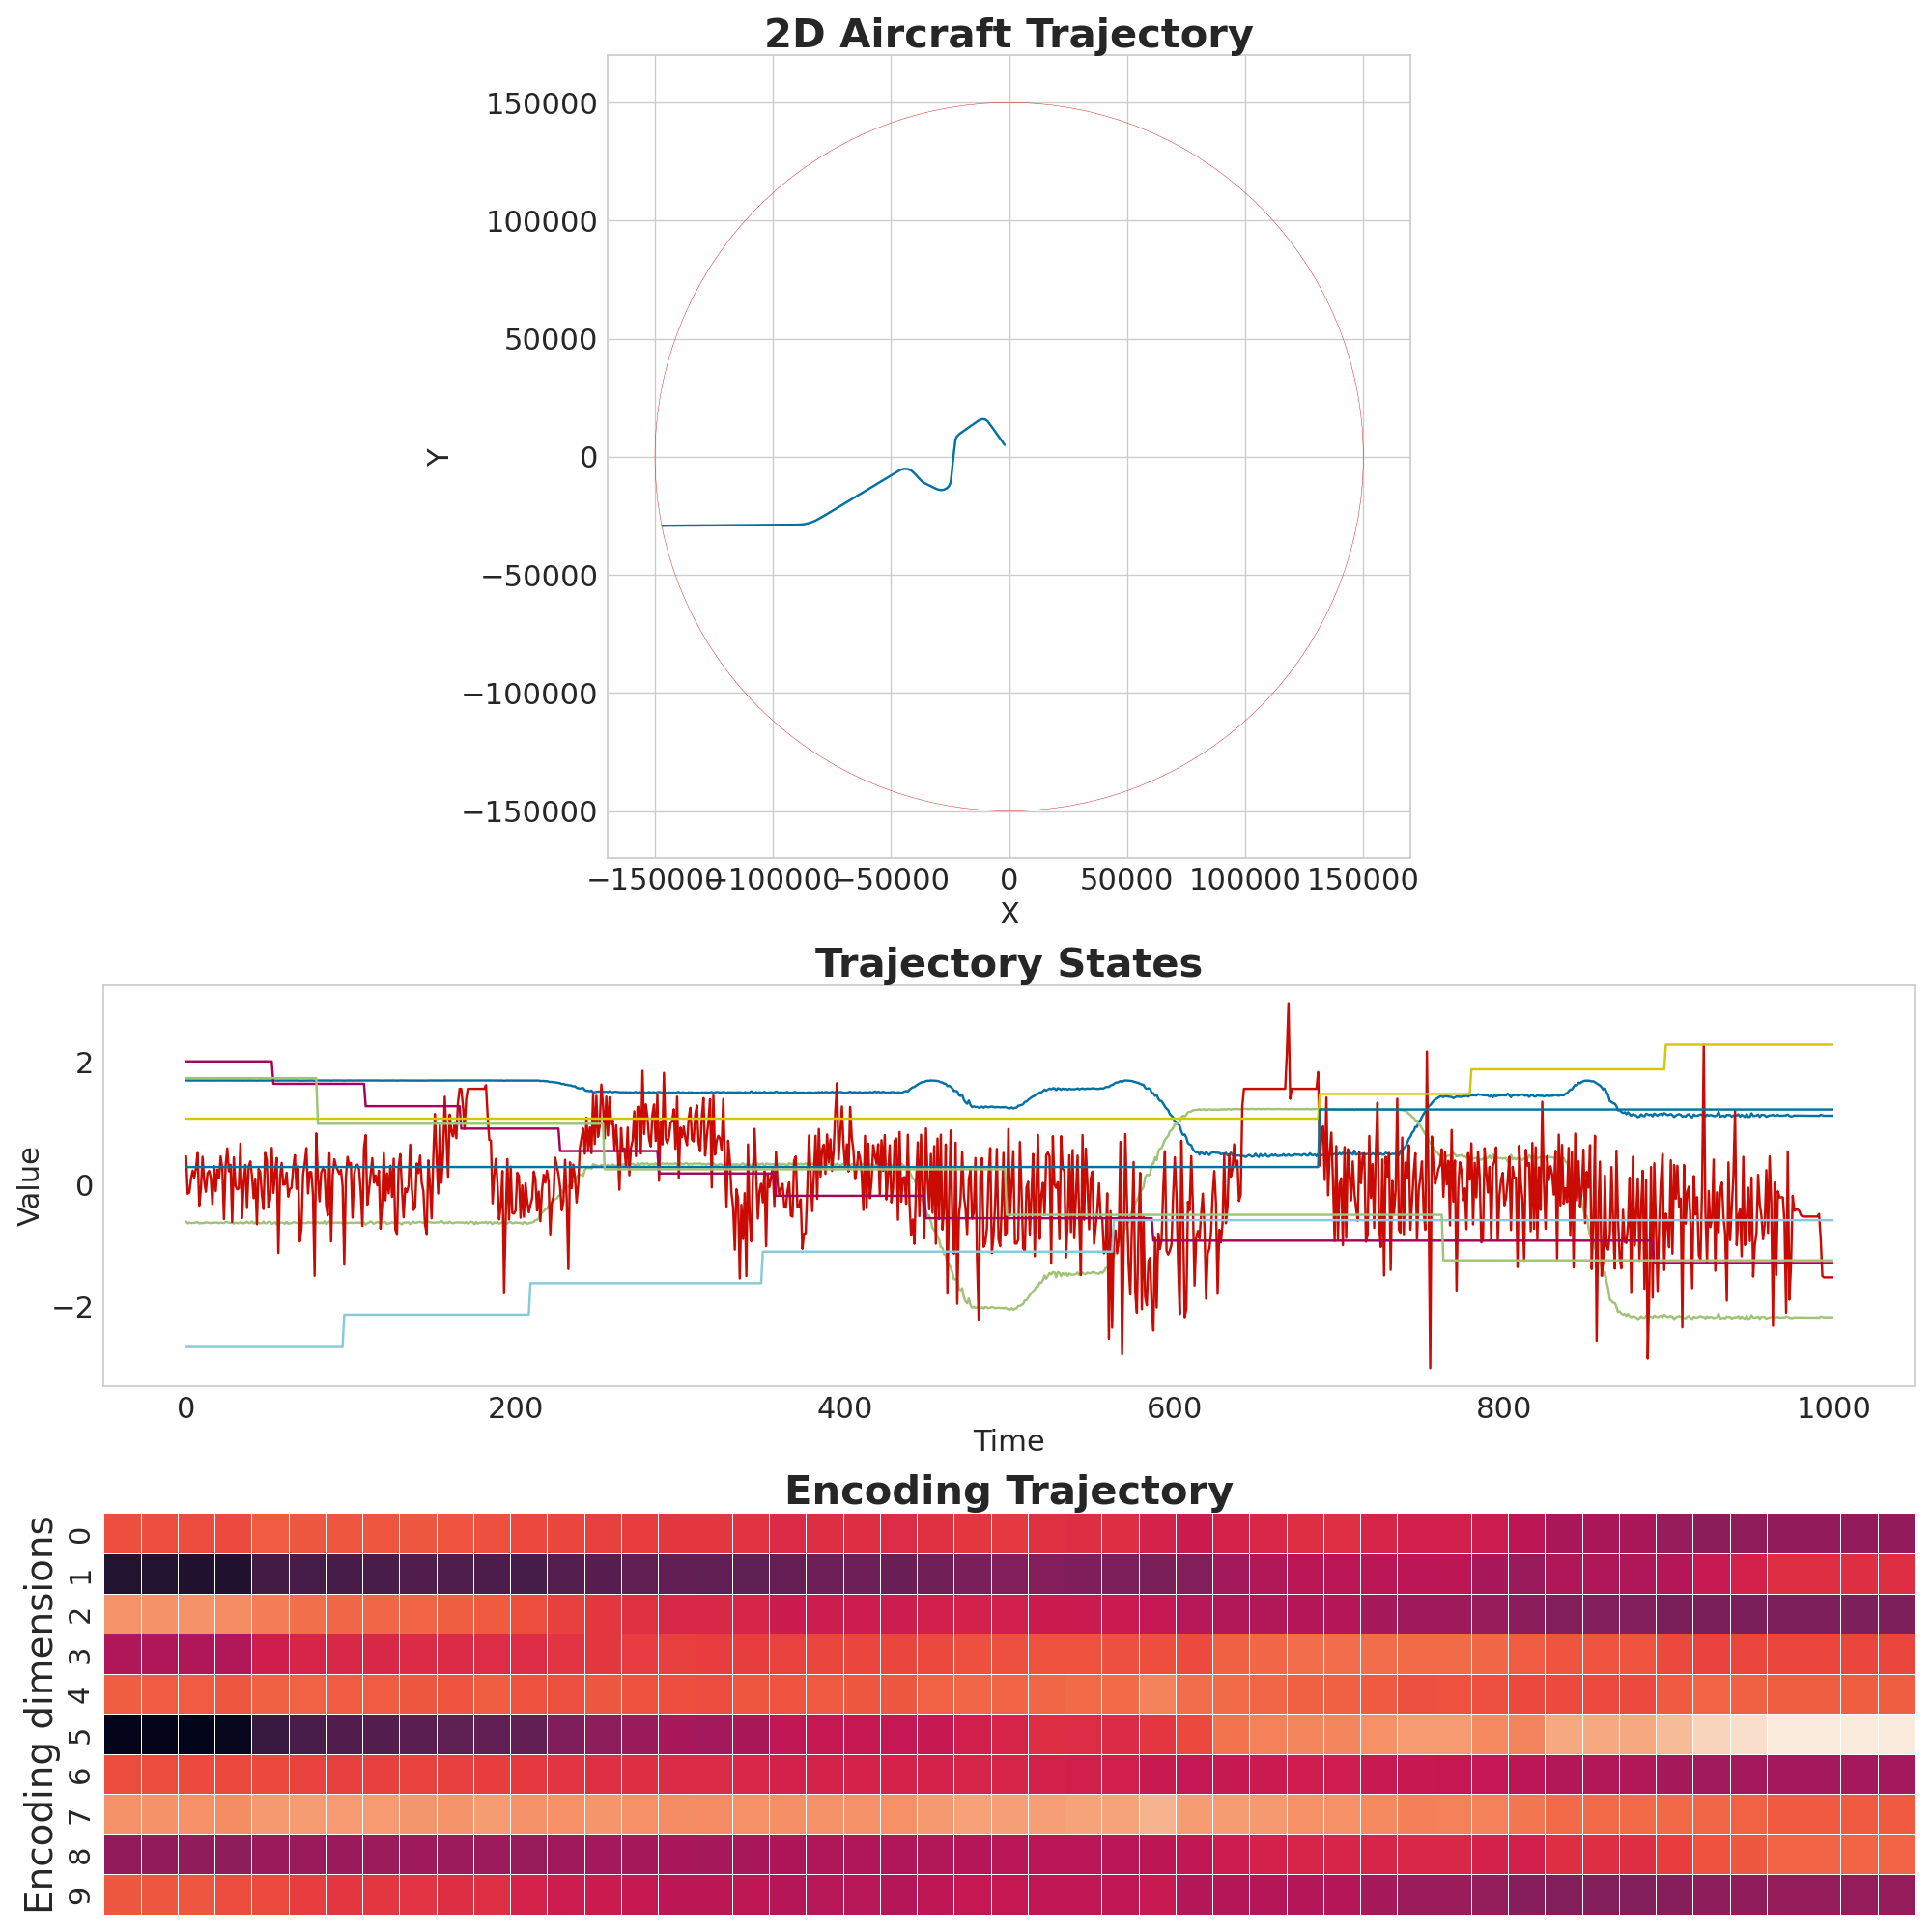 2D Aircraft Trajectory
150000
100000
50000
0
−50000
−100000
−150000
Y
−150000 −100000 −50000 0 50000 100000 150000
X
Trajectory States
2
0
−2
Value
0 200 400 600 800 1000
Time
Encoding Trajectory
Encoding dimensions
0
1
2
3
4
5
6
7
8
9